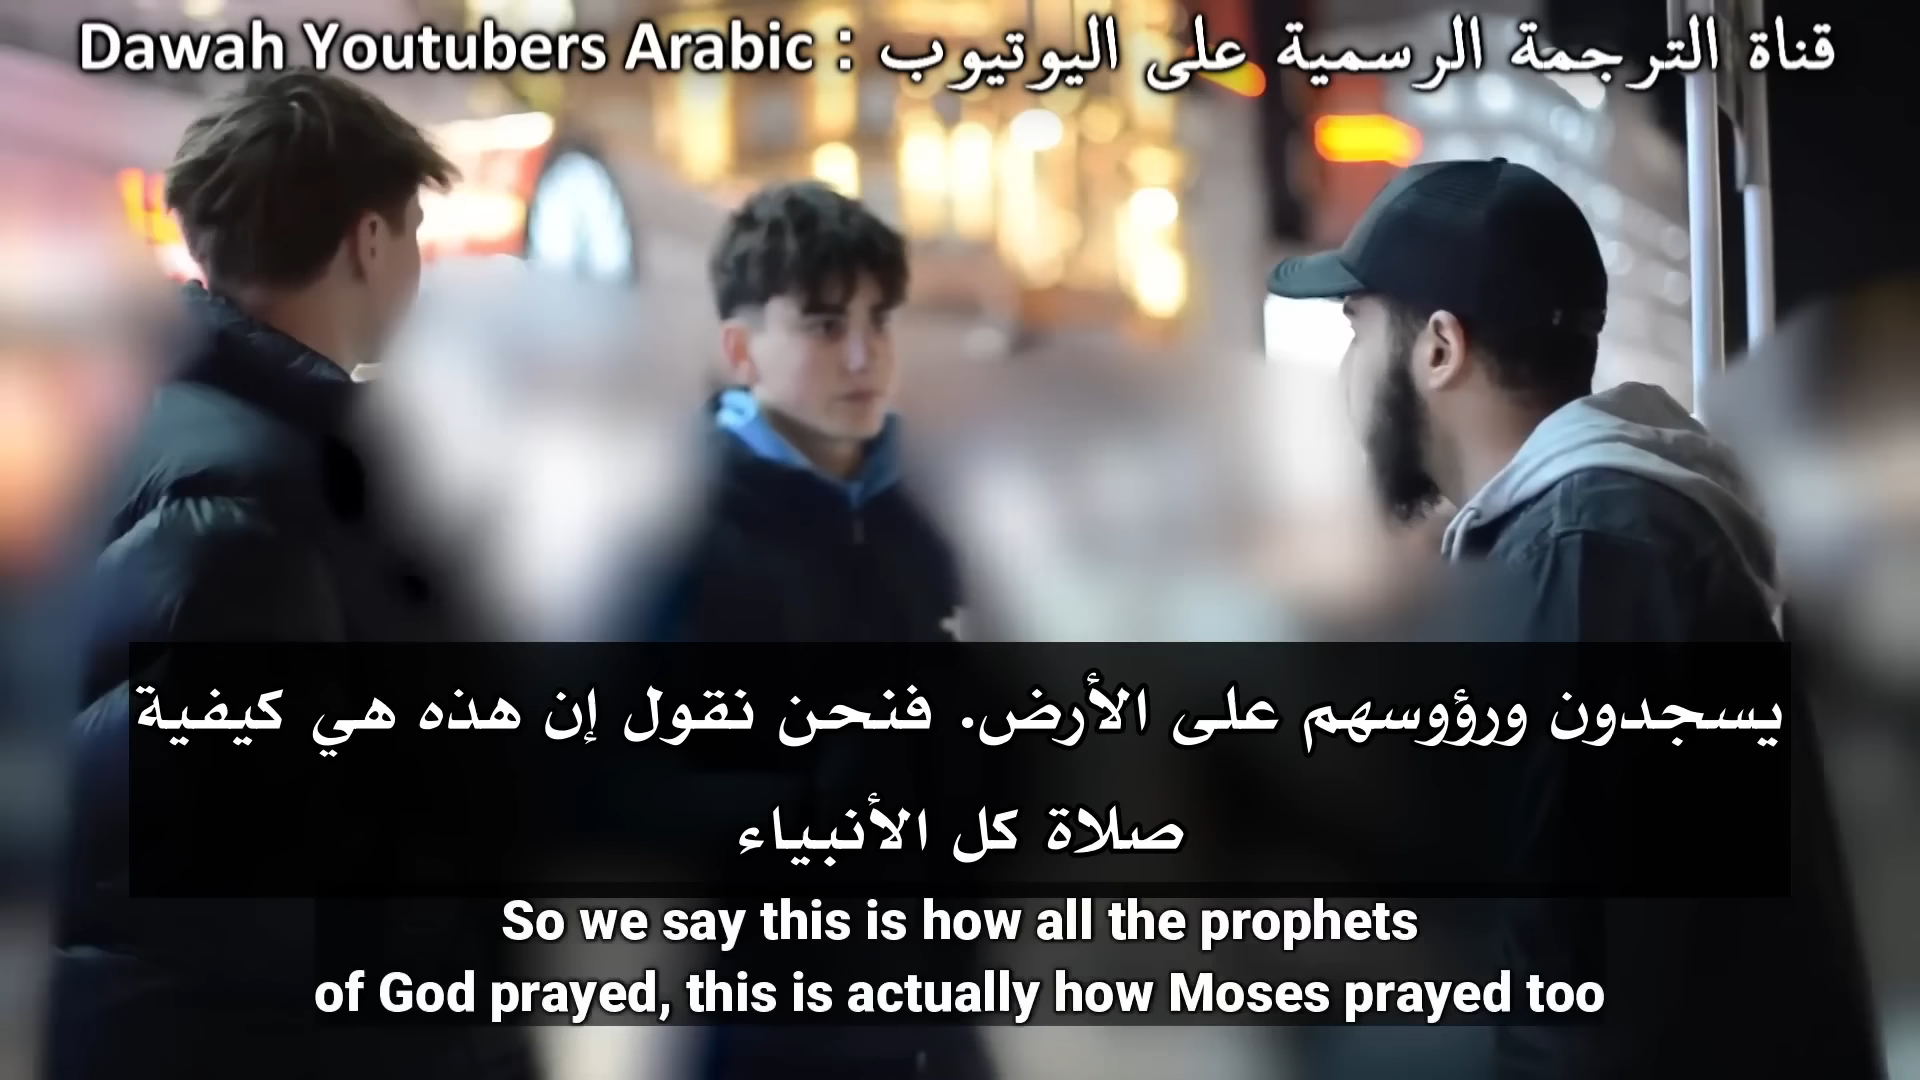 Dawah Youtubers Arabic : قناة الترجمة الرسمية على اليوتيوب
يسجدون ورؤوسهم على الأرض. فنحن نقول إن هذه هي كيفية
صلاة كل الأنبياء
So we say this is how all the prophets
of God prayed, this is actually how Moses prayed too